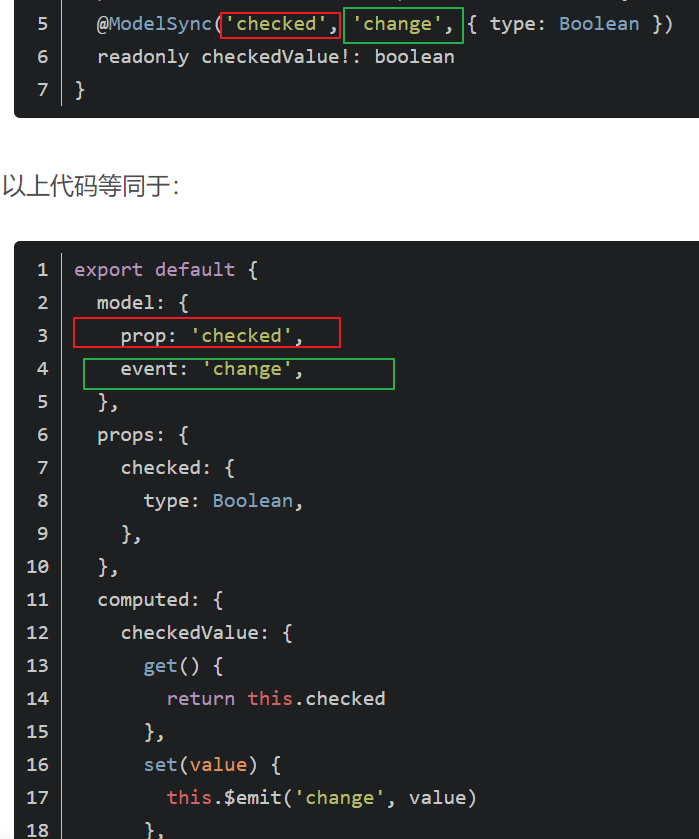 5 @ModelSync('checked', 'change', { type: Boolean })
6 readonly checkedValue!: boolean
7 }
以上代码等同于：
1 export default {
2 model: {
3 prop: 'checked',
4 event: 'change',
5 },
6 props: {
7 checked: {
8 type: Boolean,
9 },
10 },
11 computed: {
12 checkedValue: {
13 get() {
14 return this.checked
15 },
16 set(value) {
17 this.$emit('change', value)
18 },